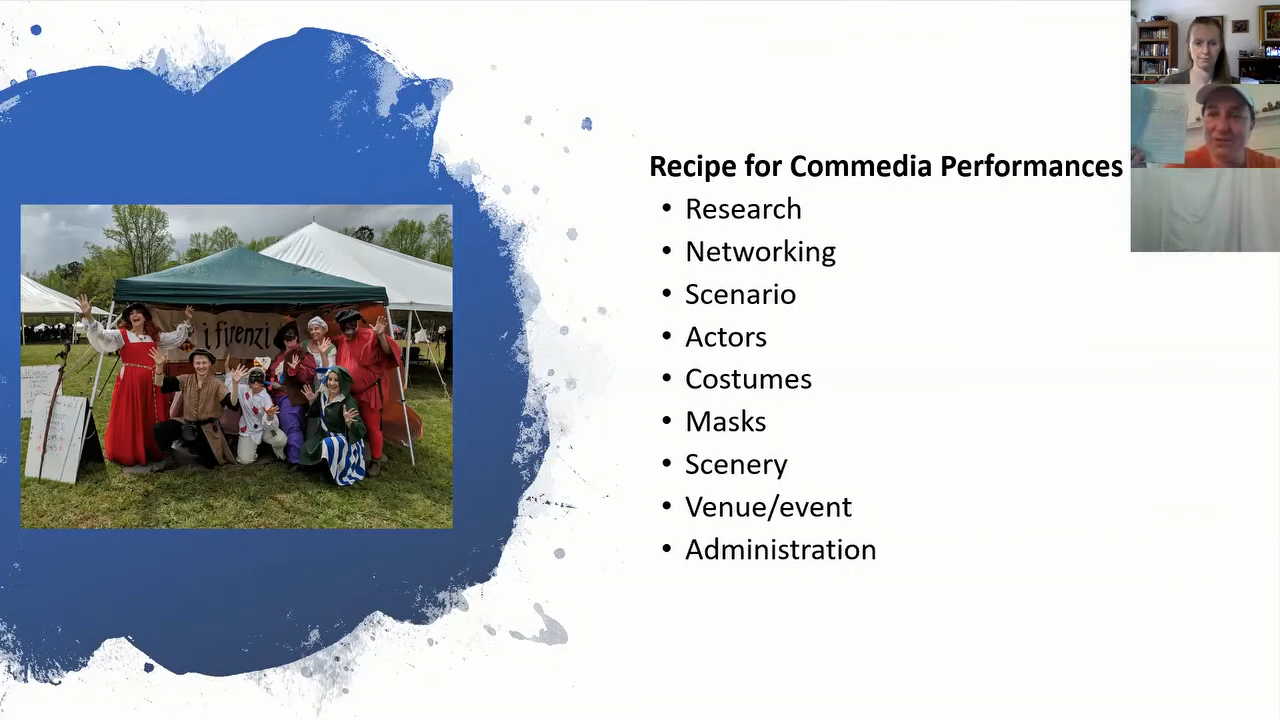 Recipe for Commedia Performances
• Research
• Networking
• Scenario
• Actors
• Costumes
• Masks
• Scenery
• Venue/event
• Administration
i firenzi